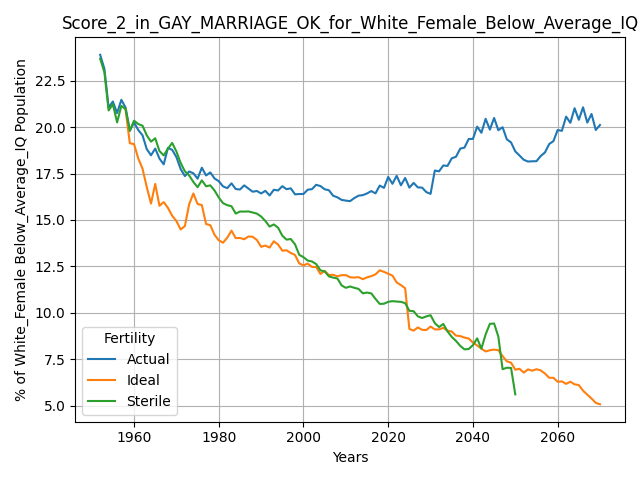 Score_2_in_GAY_MARRIAGE_OK_for_White_Female_Below_Average_IQ
% of White_Female Below_Average_IQ Population
22.5
20.0
17.5
15.0
12.5
10.0
7.5
5.0
Fertility
Actual
Ideal
Sterile
1960
1980
2000
2020
2040
2060
Years